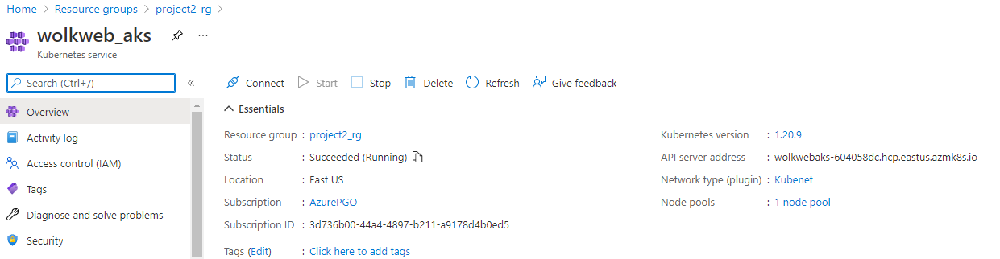 Home > Resource groups > project2_rg >
wolkweb_aks ...
Kubernetes service
Search (Ctrl+/) «
Overview
Activity log
Access control (IAM)
Tags
Diagnose and solve problems
Security
Connect Start Stop Delete Refresh Give feedback
Essentials
Resource group : project2_rg
Status : Succeeded (Running)
Location : East US
Subscription : AzurePGO
Subscription ID : 3d736b00-44a4-4897-b211-a9178d4b0ed5
Tags (Edit) : Click here to add tags
Kubernetes version : 1.20.9
API server address : wolkwebaks-604058dc.hcp.eastus.azmk8s.io
Network type (plugin) : Kubenet
Node pools : 1 node pool